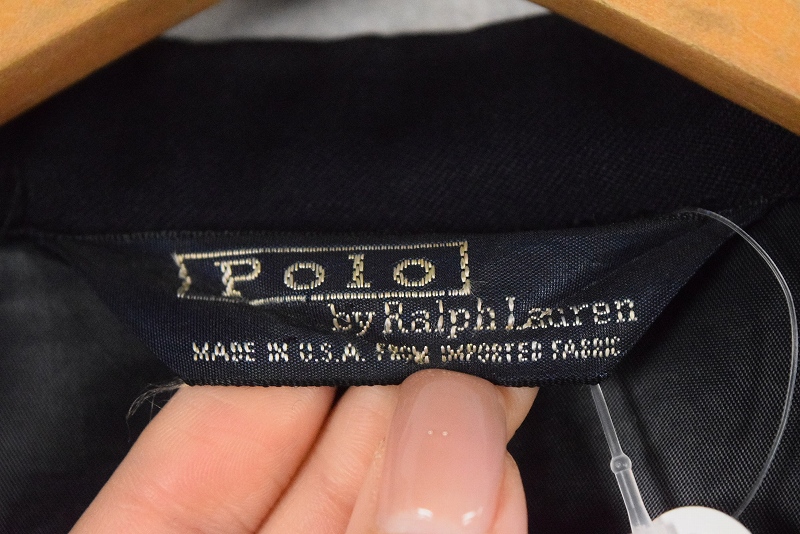 Polo
by Ralph Lauren
MADE IN U.S.A. FROM IMPORTED FABRIC